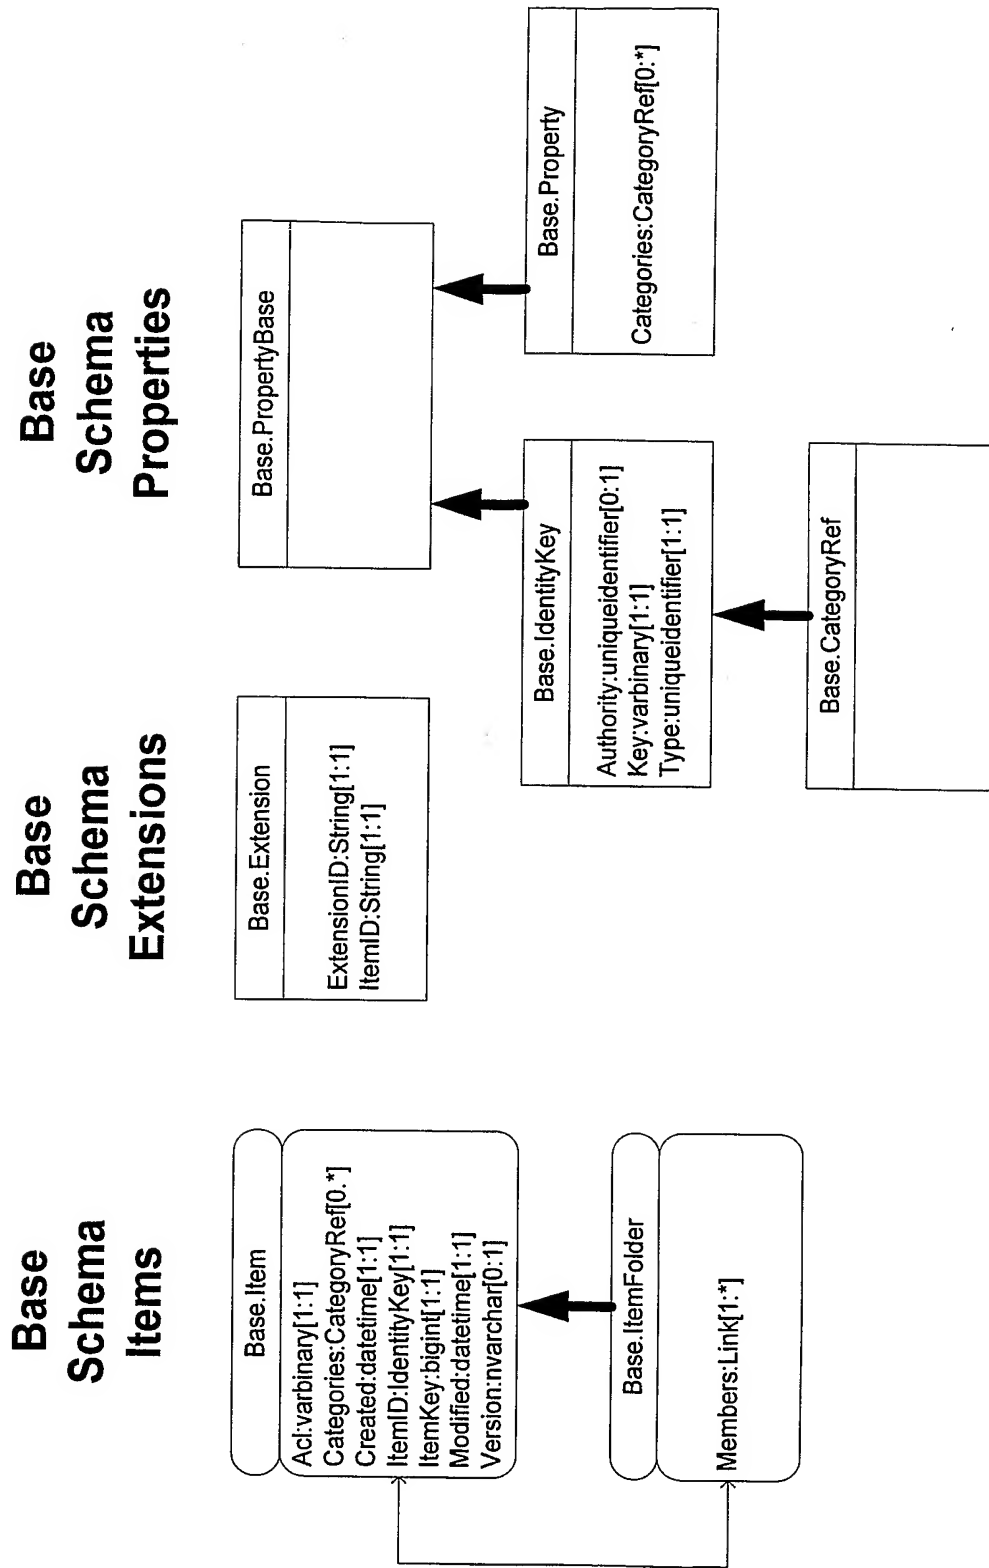 Base
Schema
Items
Base.Item
Acl:varbinary[1:1]
Categories:CategoryRef[0.*]
Created:datetime[1:1]
ItemID:IdentityKey[1:1]
ItemKey:bigint[1:1]
Modified:datetime[1:1]
Version:nvarchar[0:1]
Base.ItemFolder
Members:Link[1:*]
Base
Schema
Extensions
Base.Extension
ExtensionID:String[1:1]
ItemID:String[1:1]
Base
Schema
Properties
Base.PropertyBase
Base.IdentityKey
Authority:uniqueidentifier[0:1]
Key:varbinary[1:1]
Type:uniqueidentifier[1:1]
Base.Property
Categories:CategoryRef[0:*]
Base.CategoryRef